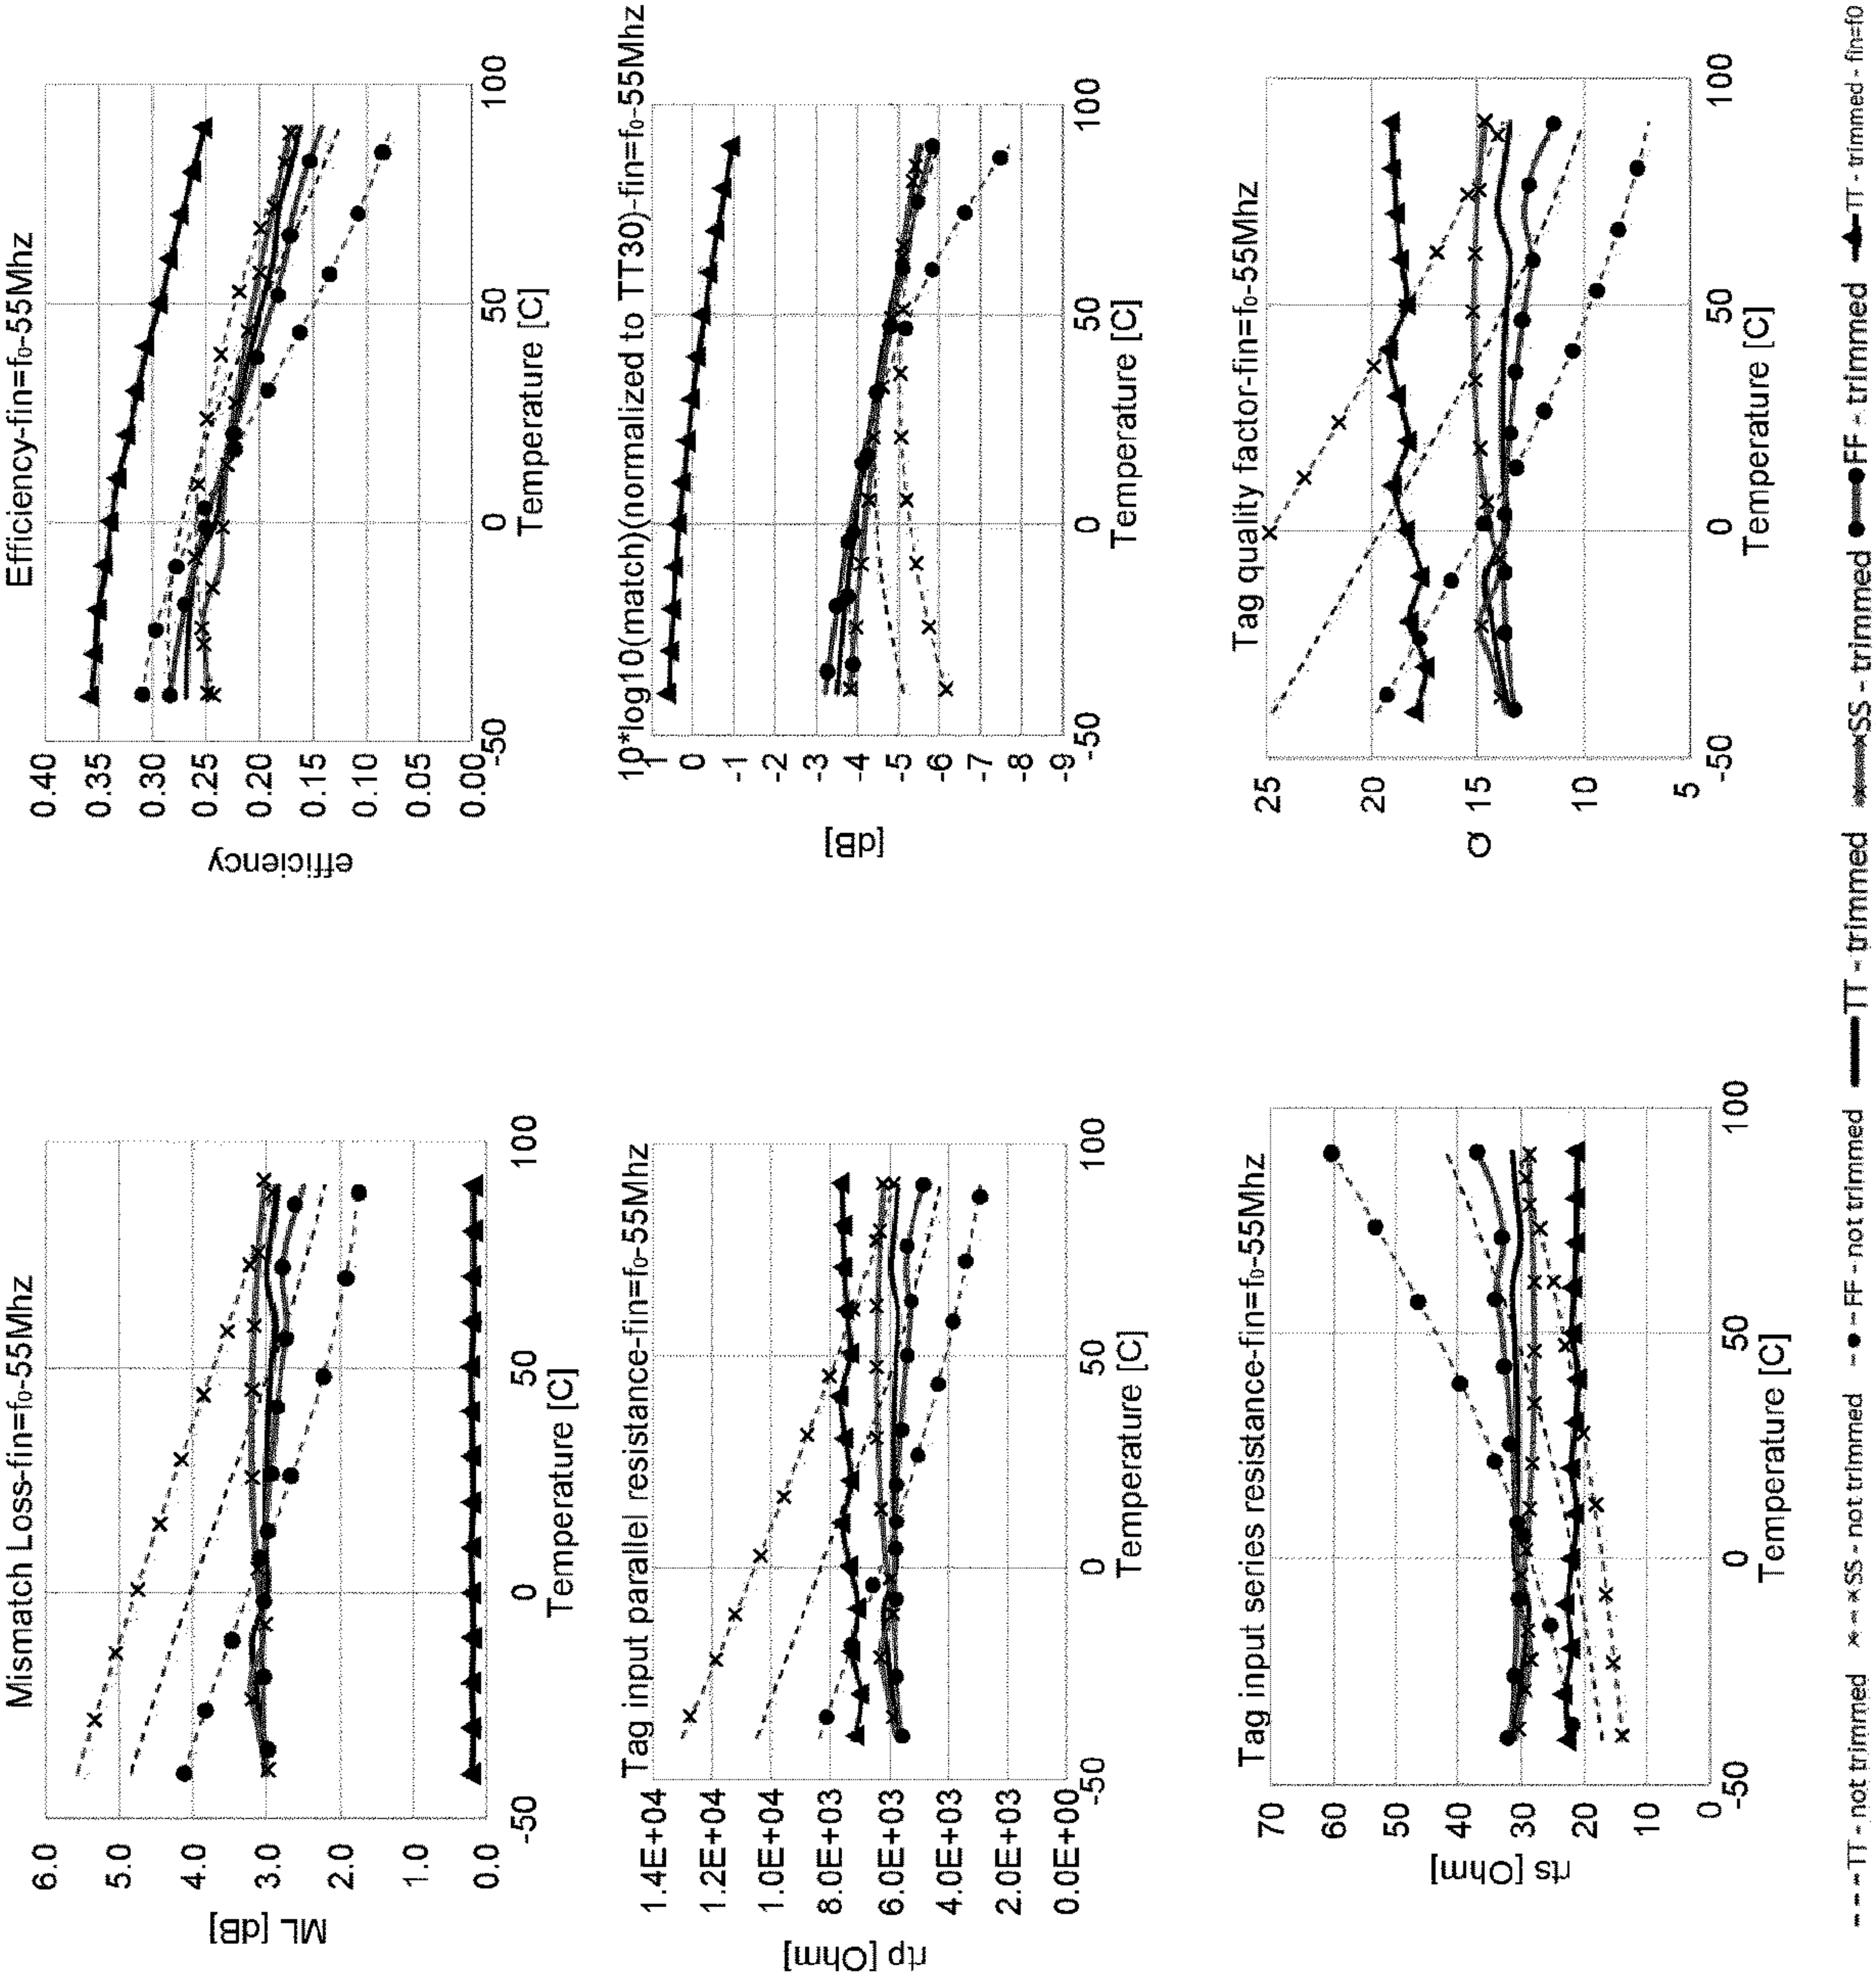 Mismatch Loss-fin=f₀-55Mhz
ML [dB]
6.0
5.0
4.0
3.0
2.0
1.0
0.0
-50
0
50
100
Temperature [C]
Efficiency-fin=f₀-55Mhz
efficiency
0.40
0.35
0.30
0.25
0.20
0.15
0.10
0.05
0.00
-50
0
50
100
Temperature [C]
Tag input parallel resistance-fin=f₀-55Mhz
rtp [Ohm]
1.4E+04
1.2E+04
1.0E+04
8.0E+03
6.0E+03
4.0E+03
2.0E+03
0.0E+00
-50
0
50
100
Temperature [C]
10*log10(match)(normalized to TT30)-fin=f₀-55Mhz
[dB]
1
0
-1
-2
-3
-4
-5
-6
-7
-8
-9
-50
0
50
100
Temperature [C]
Tag input series resistance-fin=f₀-55Mhz
rts [Ohm]
70
60
50
40
30
20
10
0
-50
0
50
100
Temperature [C]
Tag quality factor-fin=f₀-55Mhz
Q
25
20
15
10
5
-50
0
50
100
Temperature [C]
TT - not trimmed
SS - not trimmed
FF - not trimmed
TT - trimmed
SS - trimmed
FF - trimmed
TT - trimmed - fin=f0